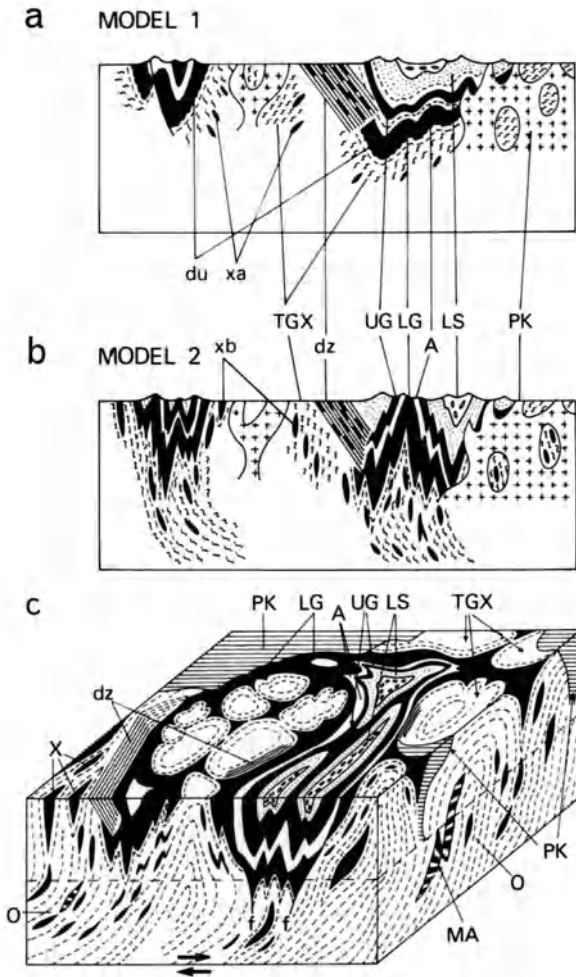 a MODEL 1
du xa
TGX dz UG LG A LS PK
b MODEL 2 xb
c PK LG A UG LS TGX
dz
X
PK
O O
f f
MA